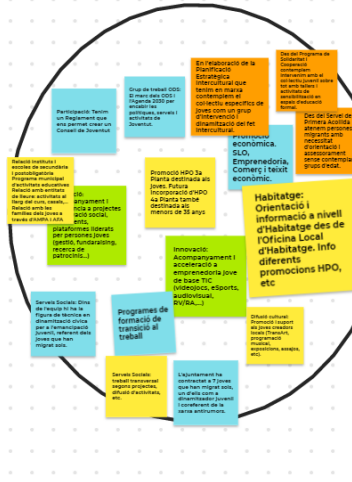 En l'elaboració de la
Planificació
Estratègica
Intercultural que
tenim en marxa
contemplem el
col·lectiu específics de
joves com un grup
d'intervenció i
dinamització del fet
intercultural.
Des del Programa de
Solidaritat i
Cooperació
contemplem
intervenim amb el
col·lectiu juvenil sobre
tot amb tallers i
activitats de
sensibilització en
espais d'educació
formal.
Grup de treball ODS:
El marc dels ODS i
l'Agenda 2030 per
encabir les
polítiques, serveis i
activitats de
Joventut.
Participació: Tenim
un Reglament que
ens permet crear un
Consell de Joventut
Des del Servei de
Primera Acollida
atenem persones
migrants amb
necessitat
d'orientació i
assessorament
sense contemplar
grups d'edat.
Promoció
econòmica.
SLO,
Emprenedoria,
Comerç i teixit
econòmic.
Relació instituts i
escoles de secundària
i postobligatòria
Programa municipal
d'activitats educatives
Relació amb entitats
de lleure activitats al
llarg del curs, casals,...
Relació amb les
famílies dels joves a
través d'AMPA i AFA
Promoció HPO 3a
Planta destinada als
joves. Futura
incorporació d'HPO
4a Planta també
destinada als
menors de 35 anys
anyament i
ncia a projectes
ació social,
ents,
plataformes liderats
per persones joves
(gestió, fundraising,
recerca de
patrocinis..)
Habitatge:
Orientació i
informació a nivell
d'Habitatge des de
l'Oficina Local
d'Habitatge. Info
diferents
promocions HPO,
etc
Innovació:
Acompanyament i
acceleració a
emprenedoria jove
de base TIC
(videojocs, eSports,
audiovisual,
RV/RA,...)
Serveis Socials: Dins
de l'equip hi ha la
figura de tècnica en
dinamització cívica
per a l'emancipació
juvenil, referent dels
joves que han
migrat sols.
Programes de
formació de
transició al
treball
Difutió cultural:
Promoció i suport
als joves creadors
locals (TransArt,
programació
musical,
exposicions, assajos,
etc).
Serveis Socials:
treball transversal
segons projectes,
difusió d'activitats,
etc.
L'ajuntament ha
contractat a 7 joves
que han migrat sols,
un d'ells com a
dinamitzador juvenil
i coreferent de la
xarxa antirumors.